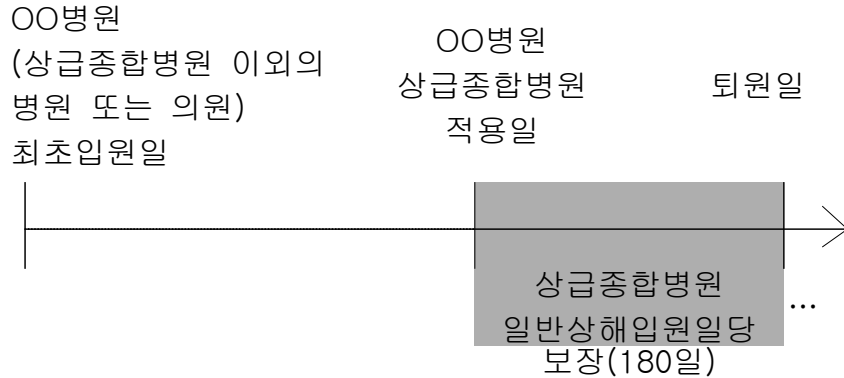 OO병원
(상급종합병원 이외의
병원 또는 의원)
최초입원일
OO병원
상급종합병원
적용일
퇴원일
상급종합병원
일반상해입원일당
보장(180일)
...